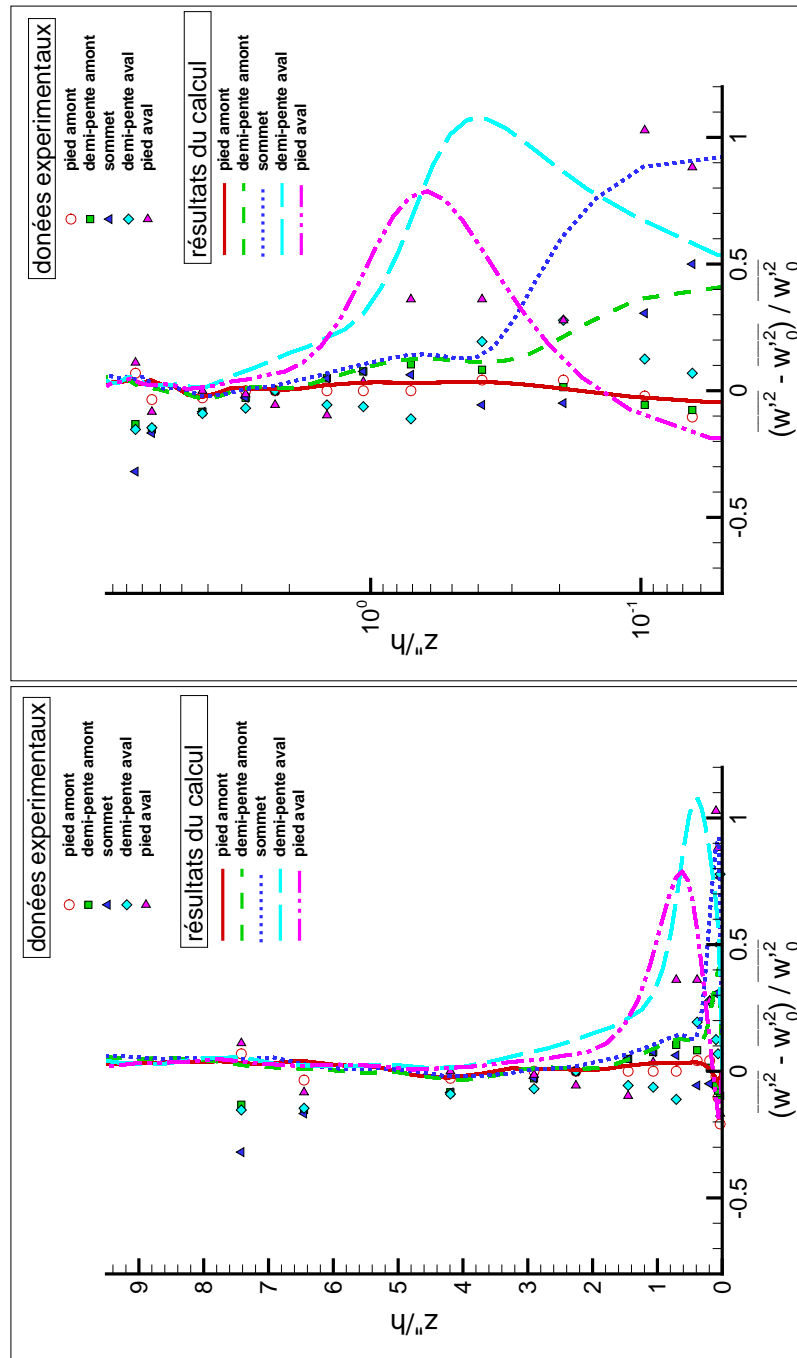 donées experimentaux
pied amont
demi-pente amont
sommet
demi-pente aval
pied aval
résultats du calcul
pied amont
demi-pente amont
sommet
demi-pente aval
pied aval
z''/h
9
8
7
6
5
4
3
2
1
0
-0.5
0
0.5
1
(w'² - w'₀²) / w'₀²
donées experimentaux
pied amont
demi-pente amont
sommet
demi-pente aval
pied aval
résultats du calcul
pied amont
demi-pente amont
sommet
demi-pente aval
pied aval
z''/h
10⁰
10⁻¹
-0.5
0
0.5
1
(w'² - w'₀²) / w'₀²